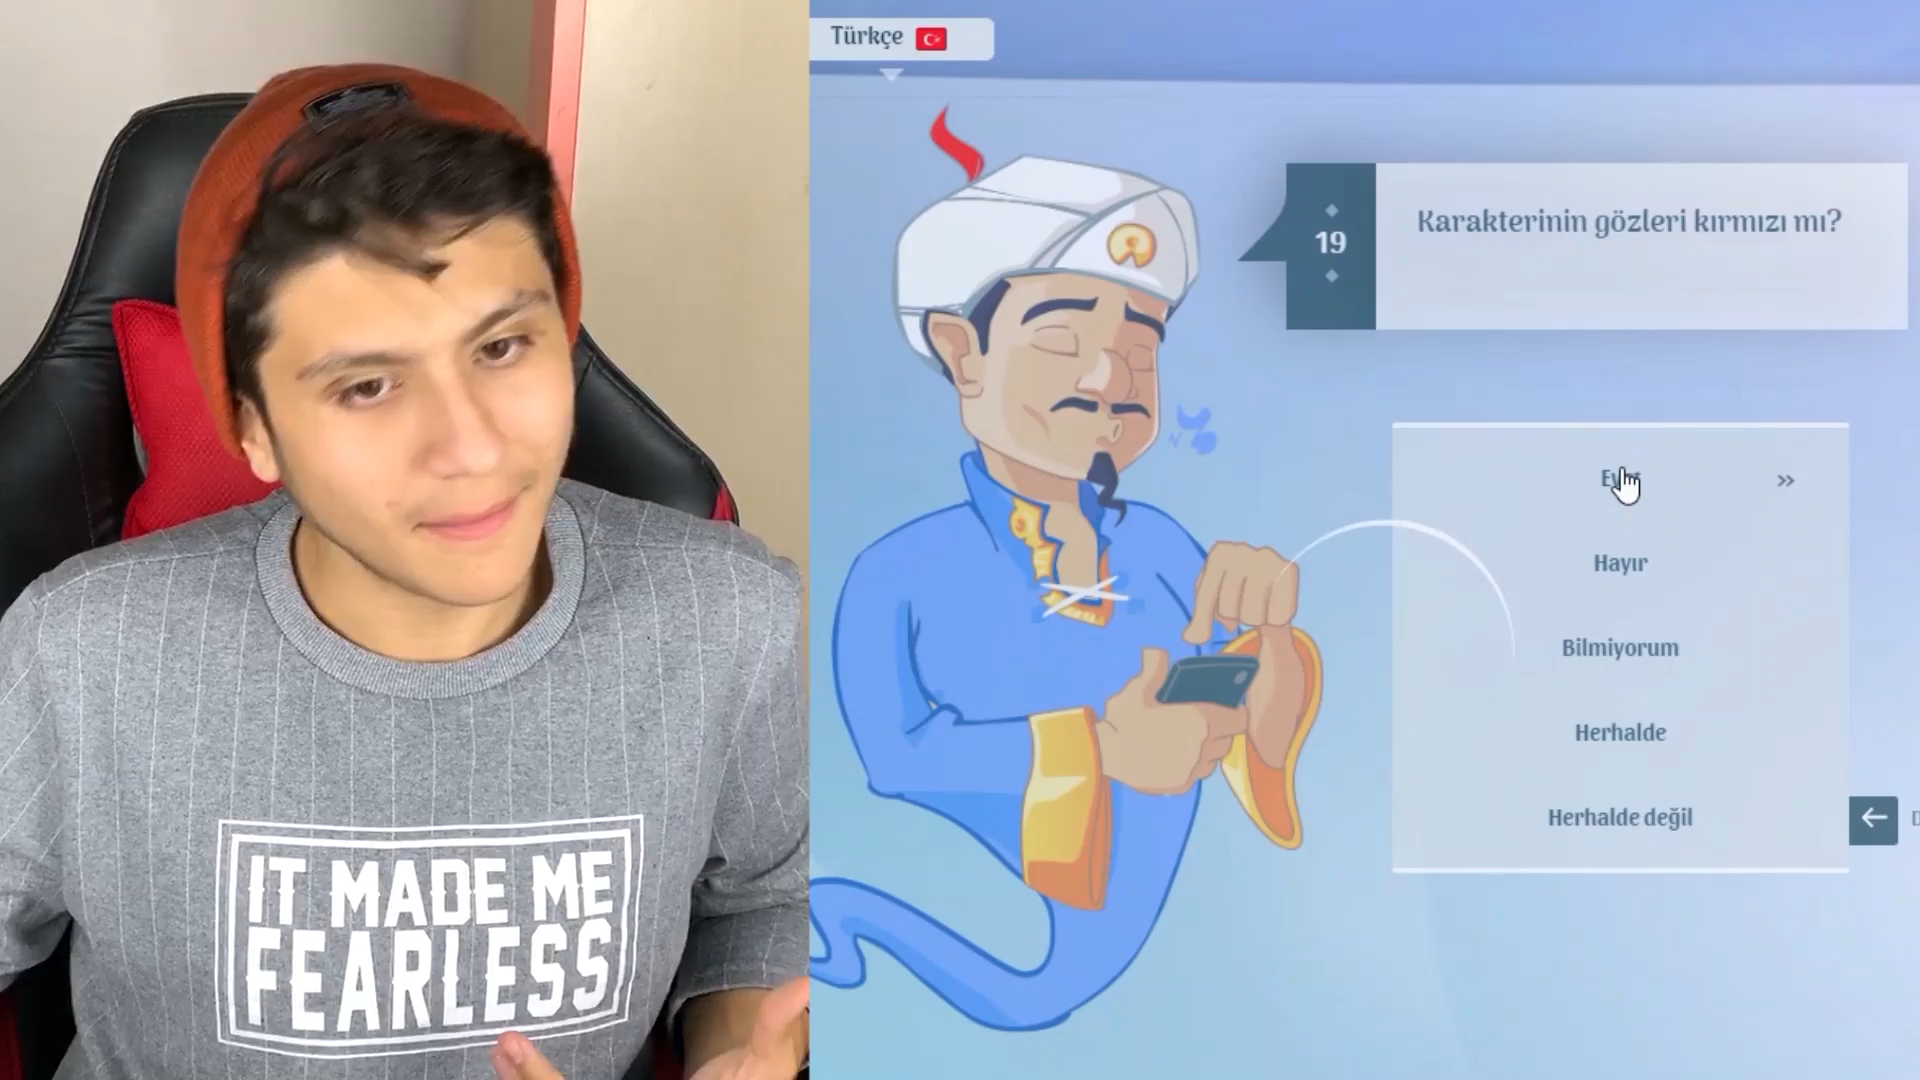 Türkçe
19
Karakterinin gözleri kırmızı mı?
Hayır
Bilmiyorum
Herhalde
Herhalde değil
IT MADE ME
FEARLESS